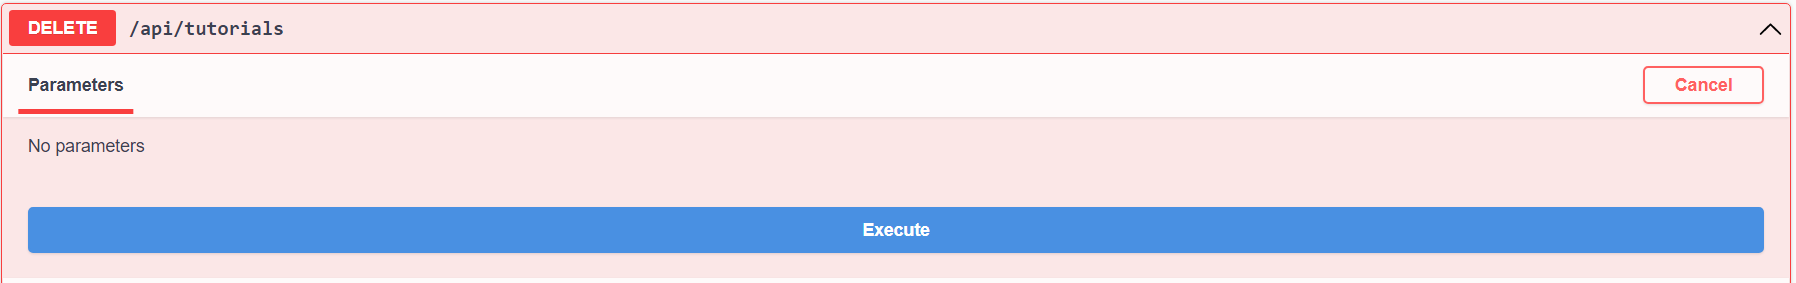 DELETE /api/tutorials
Parameters Cancel
No parameters
Execute